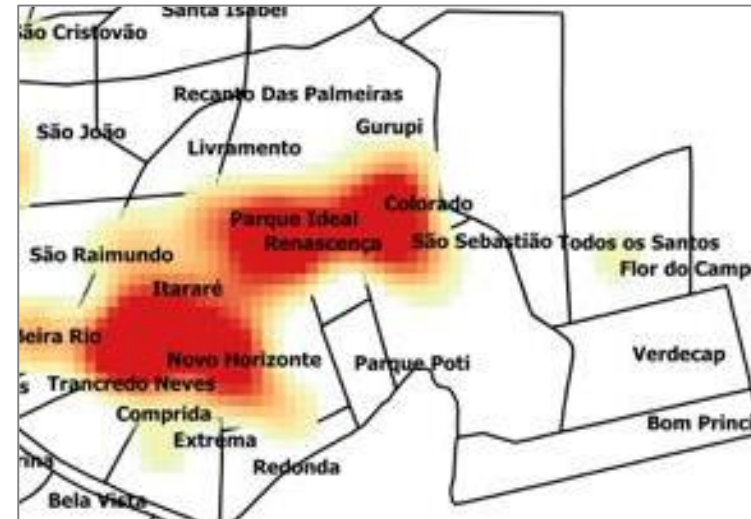 Santa Isabel
São Cristovão
Recanto Das Palmeiras
São João
Gurupi
Livramento
Colorado
Parque Ideal
Renascença
São Sebastião
Todos os Santos
São Raimundo
Flor do Camp
Itararé
Beira Rio
Novo Horizonte
Parque Poti
Verdecap
Trancredo Neves
Comprida
Bom Princi
Extrema
Redonda
Bela Vista